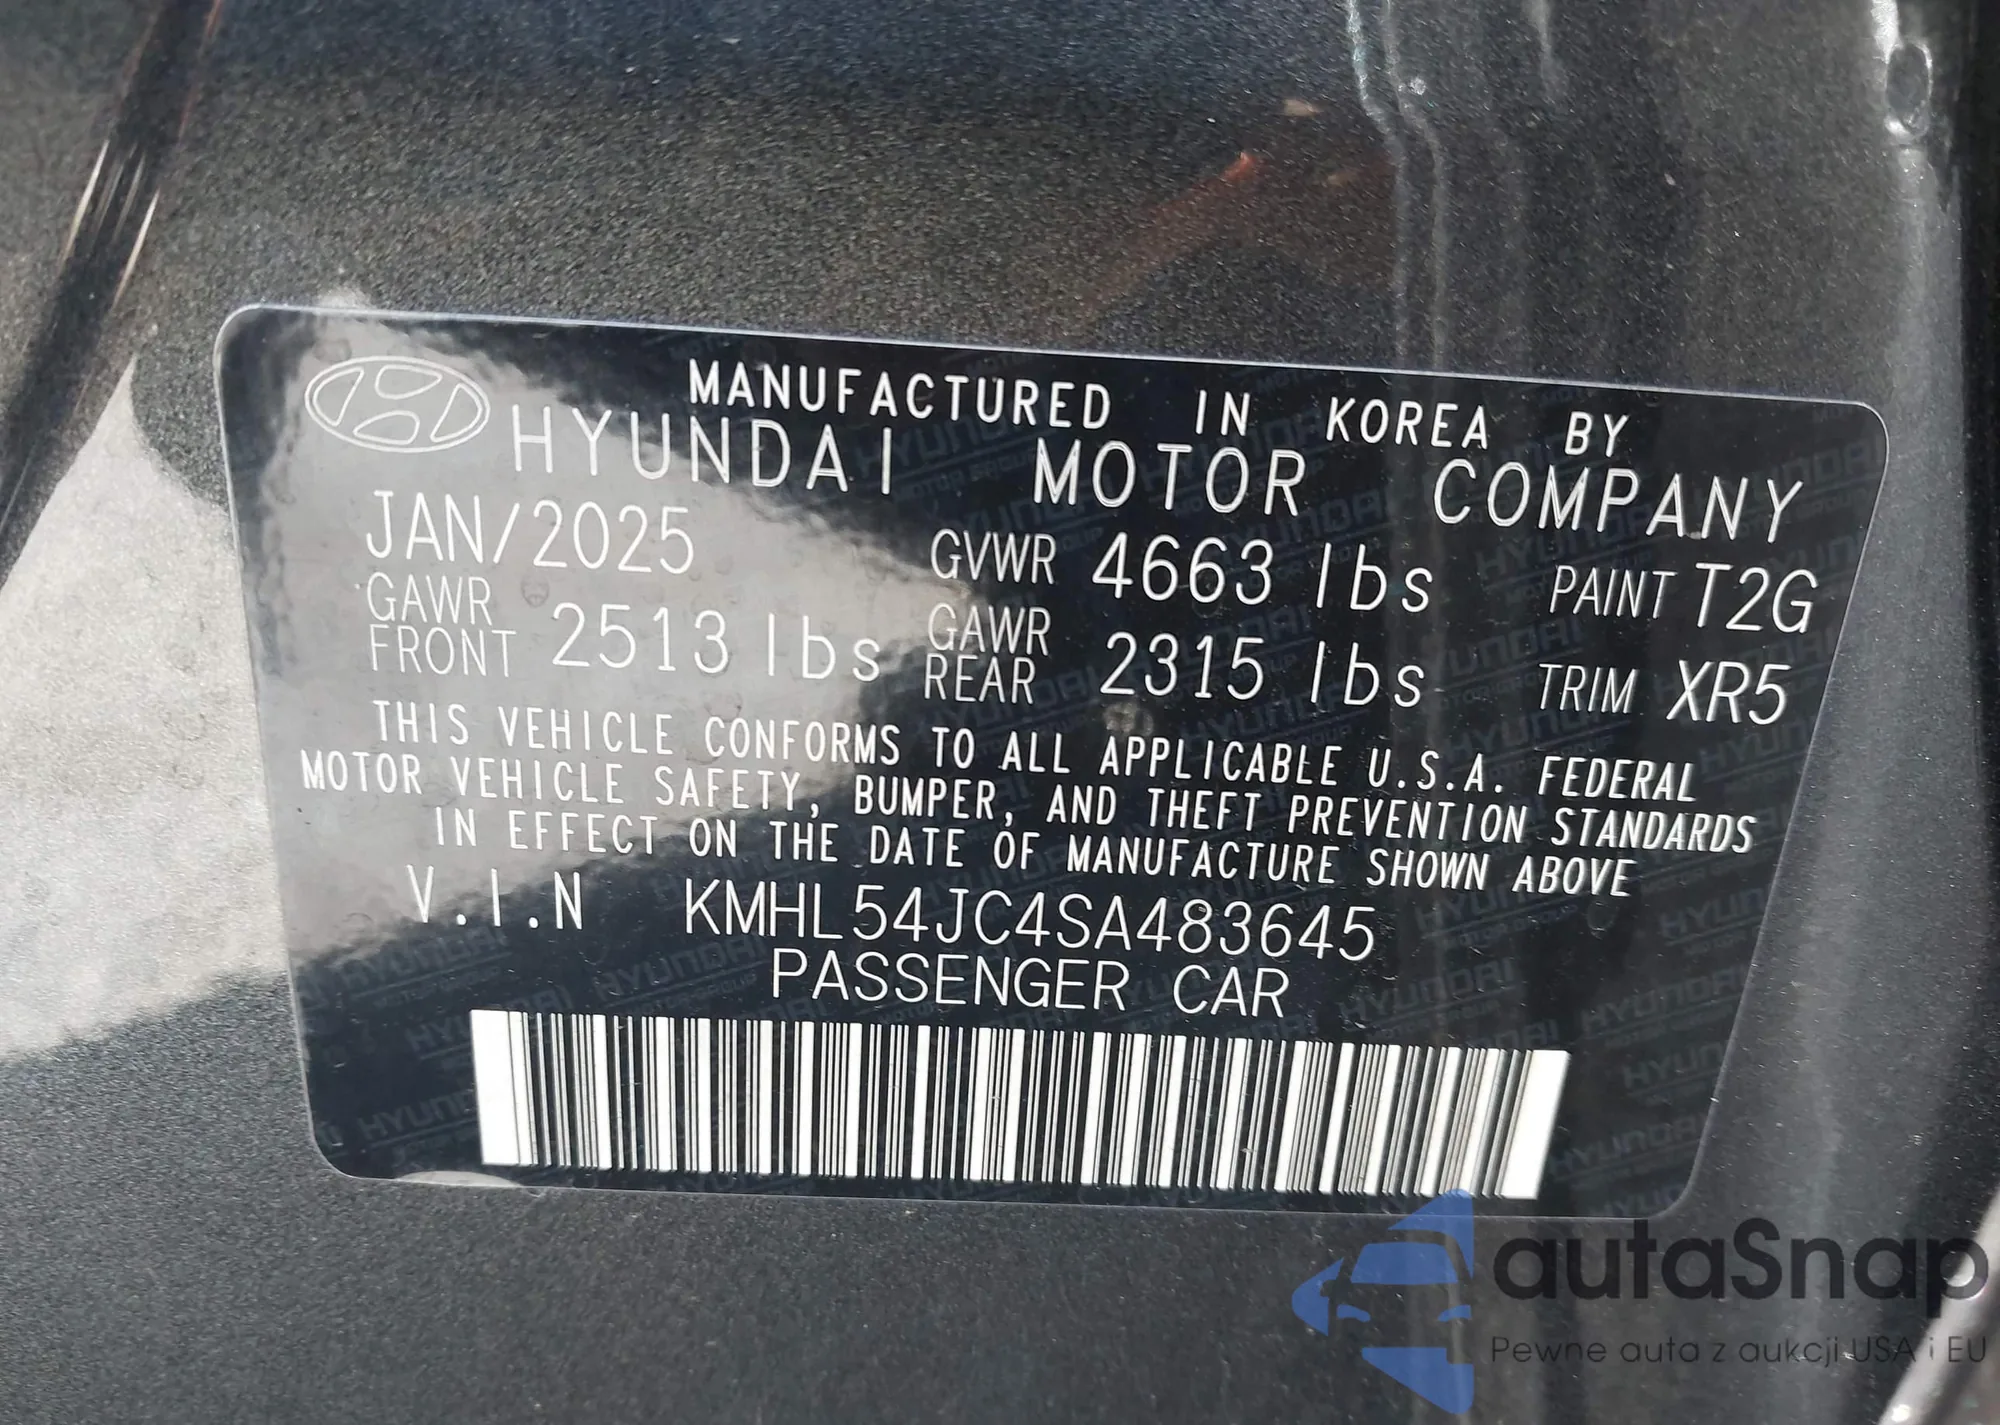 MANUFACTURED IN KOREA BY
HYUNDAI MOTOR COMPANY
JAN/2025 GVWR 4663 lbs PAINT T2G
GAWR FRONT 2513 lbs GAWR REAR 2315 lbs TRIM XR5
THIS VEHICLE CONFORMS TO ALL APPLICABLE U.S.A. FEDERAL
MOTOR VEHICLE SAFETY, BUMPER, AND THEFT PREVENTION STANDARDS
IN EFFECT ON THE DATE OF MANUFACTURE SHOWN ABOVE
V.I.N KMHL54JC4SA483645
PASSENGER CAR
autaSnap
Pewne auta z aukcji USA i EU